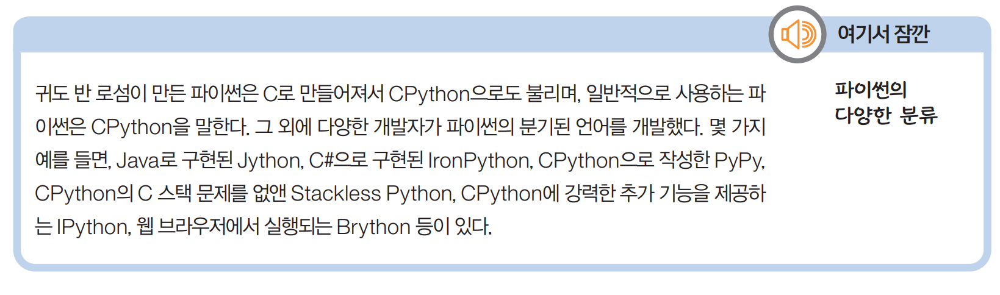 여기서 잠깐
파이썬의
다양한 분류
귀도 반 로섬이 만든 파이썬은 C로 만들어져서 CPython으로도 불리며, 일반적으로 사용하는 파
이썬은 CPython을 말한다. 그 외에 다양한 개발자가 파이썬의 분기된 언어를 개발했다. 몇 가지
예를 들면, Java로 구현된 Jython, C#으로 구현된 IronPython, CPython으로 작성한 PyPy,
CPython의 C 스택 문제를 없앤 Stackless Python, CPython에 강력한 추가 기능을 제공하
는 IPython, 웹 브라우저에서 실행되는 Brython 등이 있다.